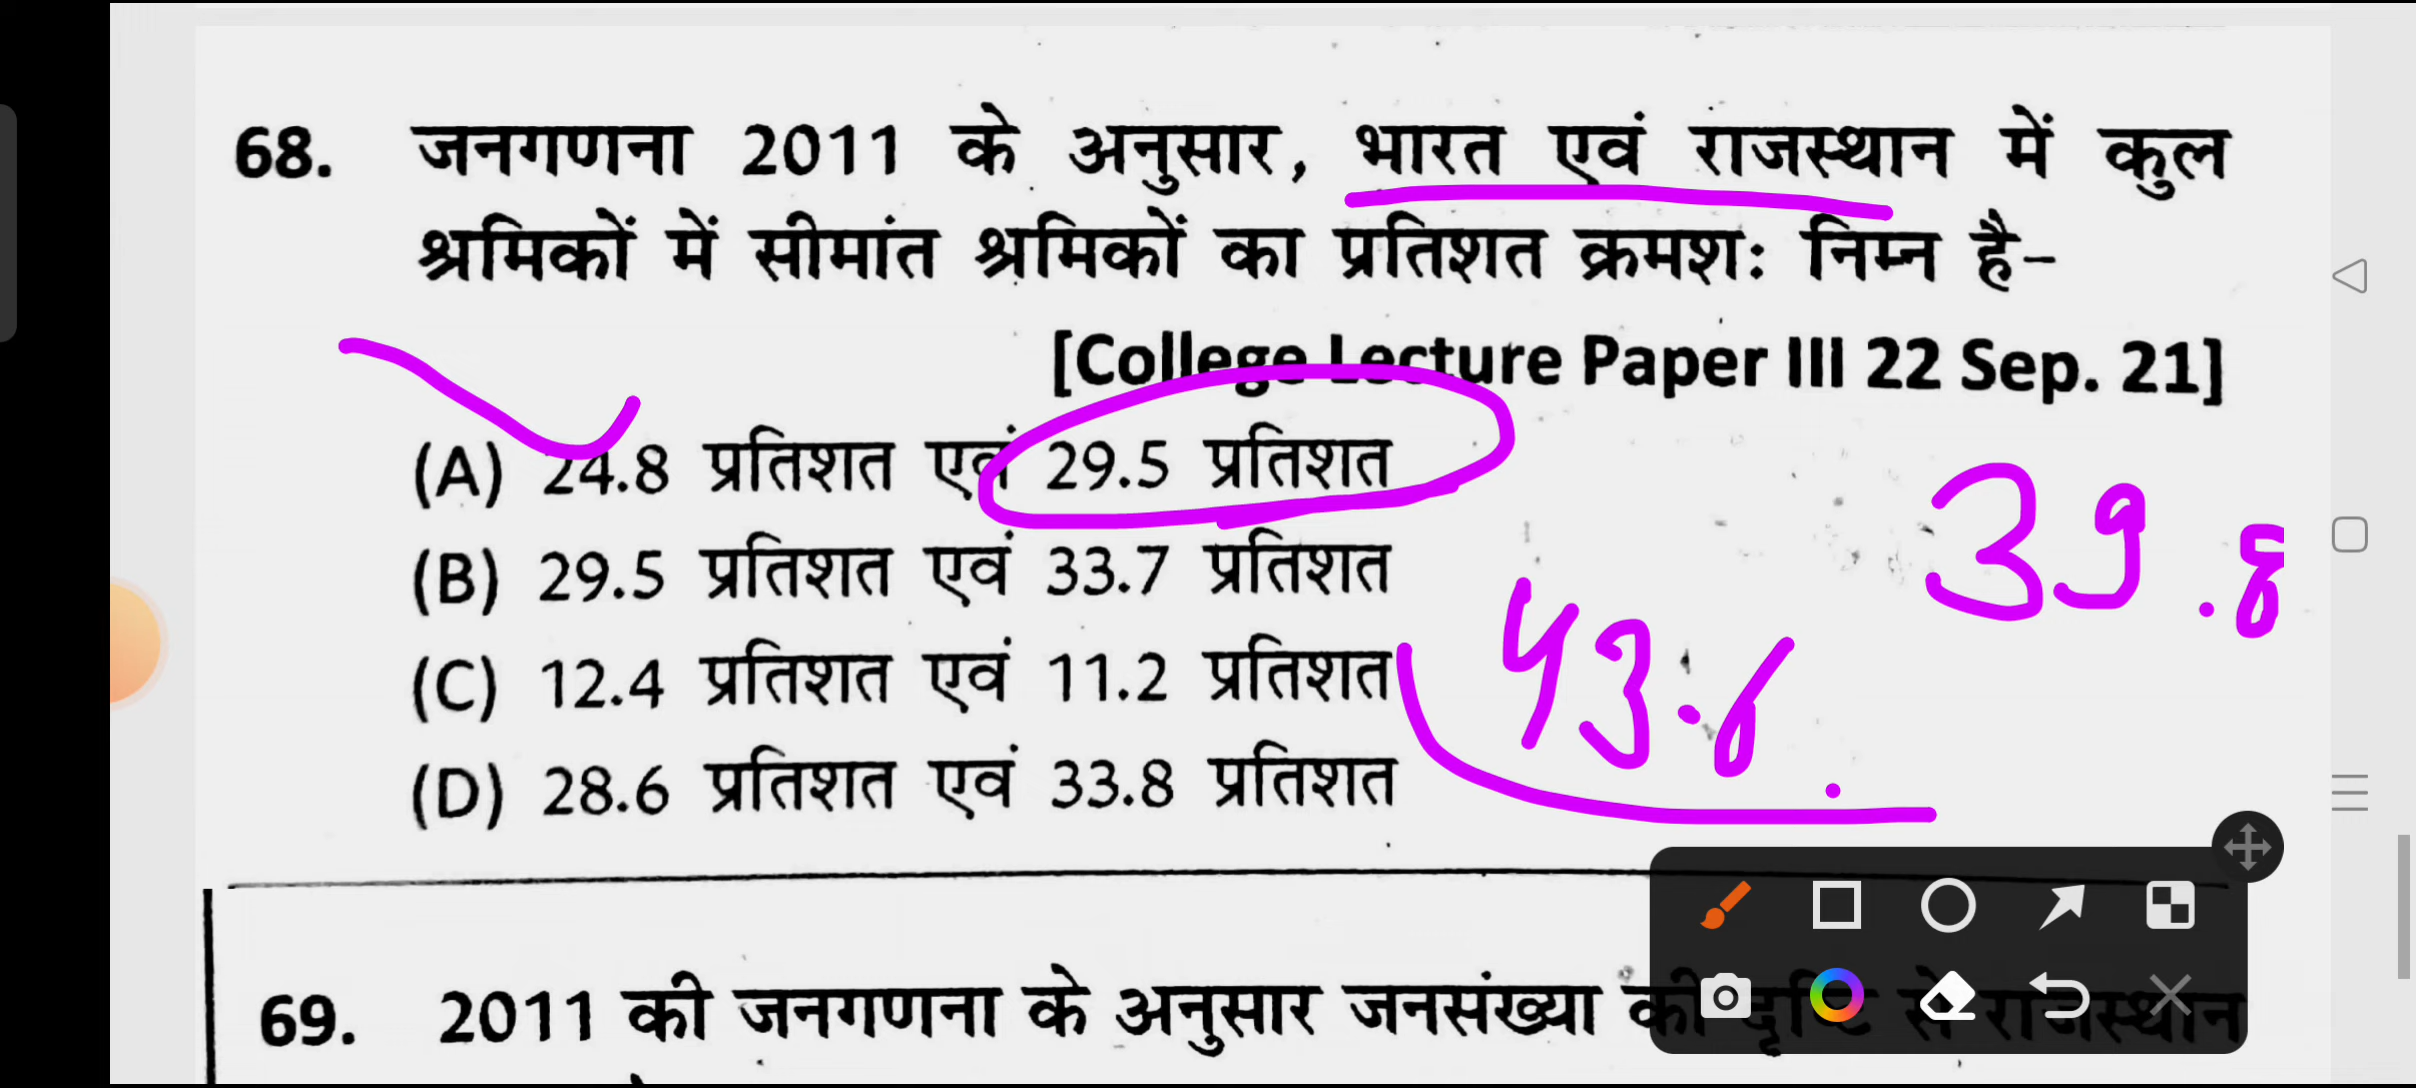 68. जनगणना 2011 के अनुसार, भारत एवं राजस्थान में कुल
श्रमिकों में सीमांत श्रमिकों का प्रतिशत क्रमशः निम्न है–
[College Lecture Paper III 22 Sep. 21]
(A) 24.8 प्रतिशत एवं 29.5 प्रतिशत
(B) 29.5 प्रतिशत एवं 33.7 प्रतिशत
39.8
(C) 12.4 प्रतिशत एवं 11.2 प्रतिशत
43.6
(D) 28.6 प्रतिशत एवं 33.8 प्रतिशत
69. 2011 की जनगणना के अनुसार जनसंख्या की दृष्टि से राजस्थान